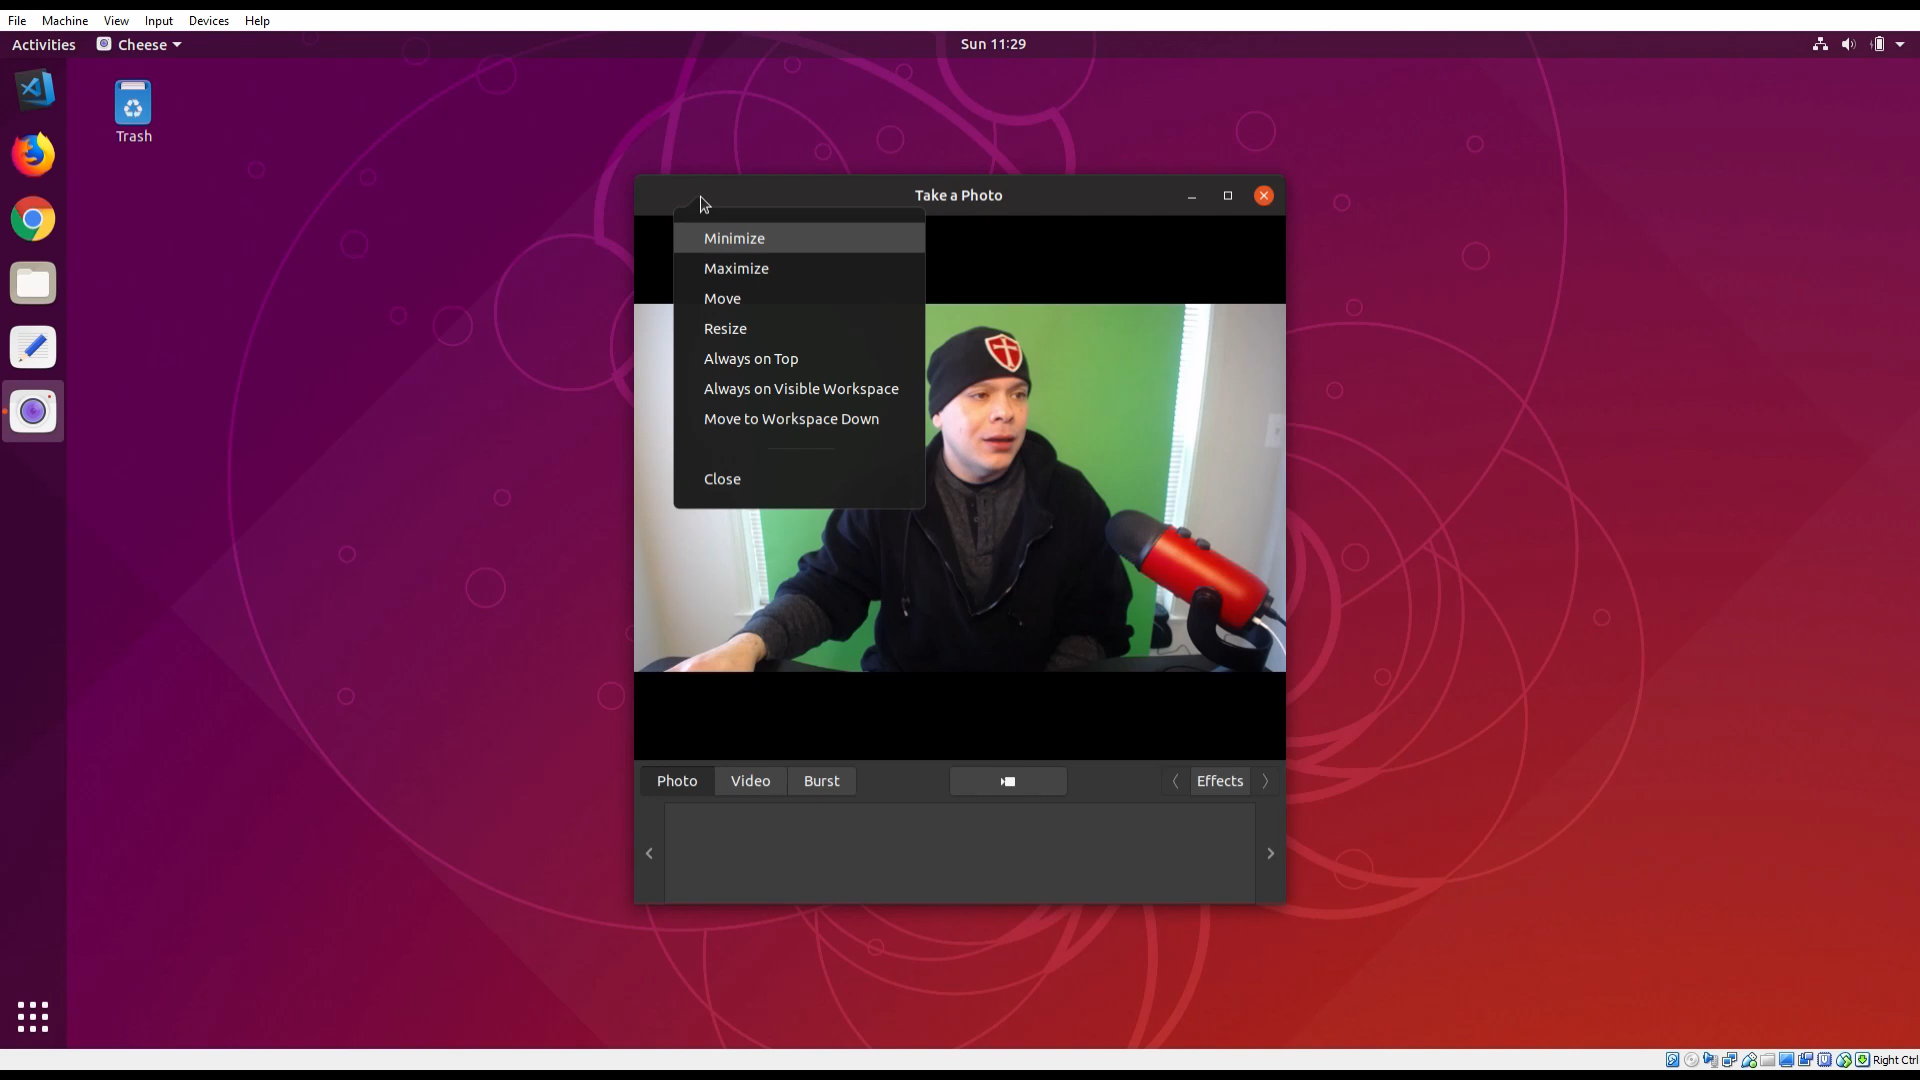 File Machine View Input Devices Help
Activities Cheese Sun 11:29
Trash
Take a Photo
Minimize
Maximize
Move
Resize
Always on Top
Always on Visible Workspace
Move to Workspace Down
Close
Photo Video Burst Effects
Right Ctrl